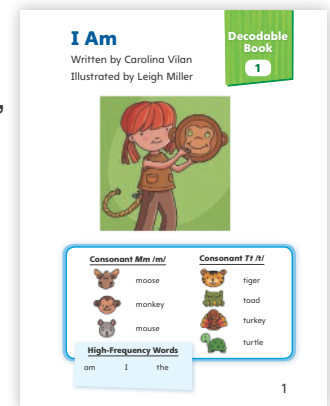 I Am
Written by Carolina Vilan
Illustrated by Leigh Miller
Decodable
Book
1
Consonant Mm /m/
moose
monkey
mouse
Consonant Tt /t/
tiger
toad
turkey
turtle
High-Frequency Words
am I the
1